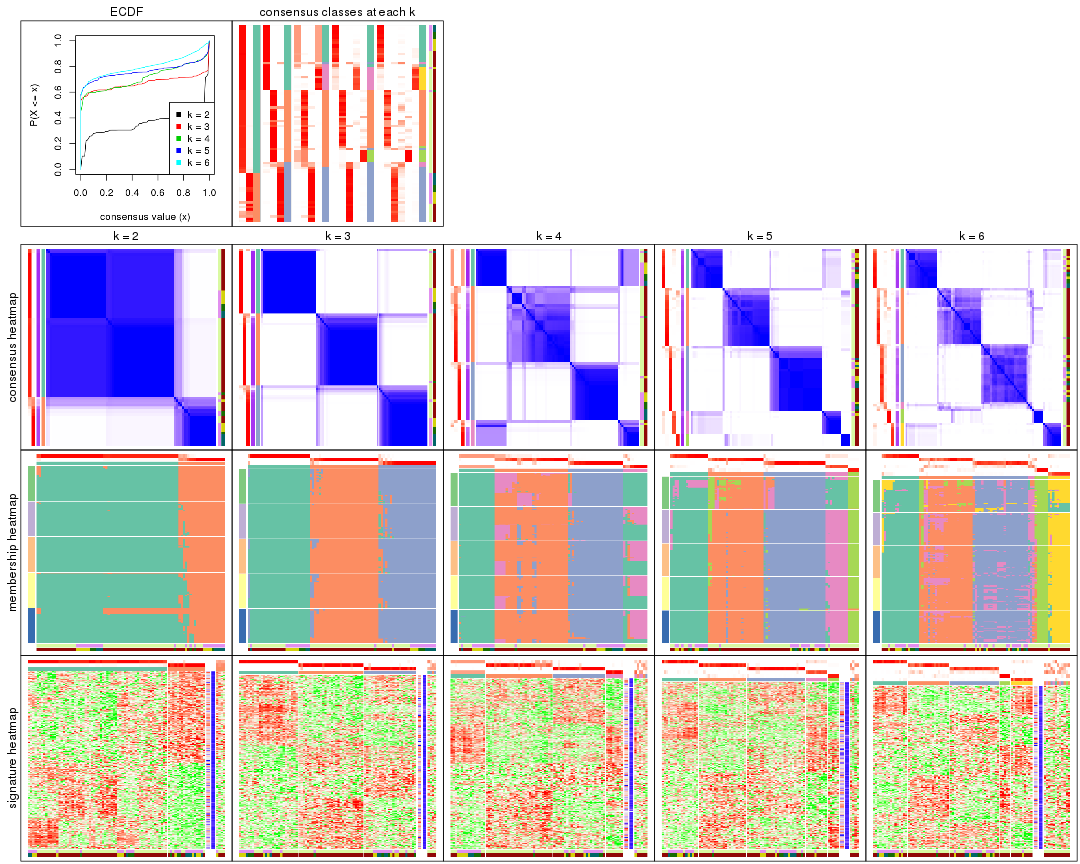 ECDF
consensus classes at each k
P(X <= x)
0.0 0.2 0.4 0.6 0.8 1.0
k = 2
k = 3
k = 4
k = 5
k = 6
0.0 0.2 0.4 0.6 0.8 1.0
consensus value (x)
k = 2
k = 3
k = 4
k = 5
k = 6
consensus heatmap
membership heatmap
signature heatmap